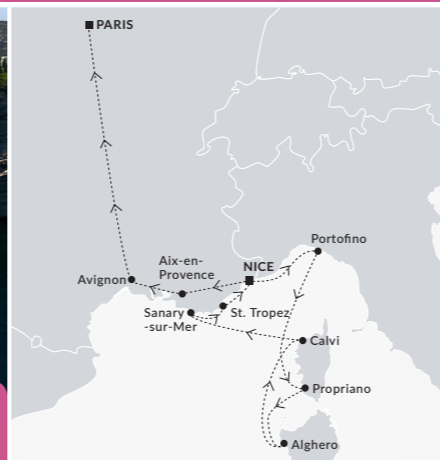 PARIS
Portofino
Aix-en-
Provence
NICE
Avignon
Sanary
-sur-Mer
St. Tropez
Calvi
Propriano
Alghero